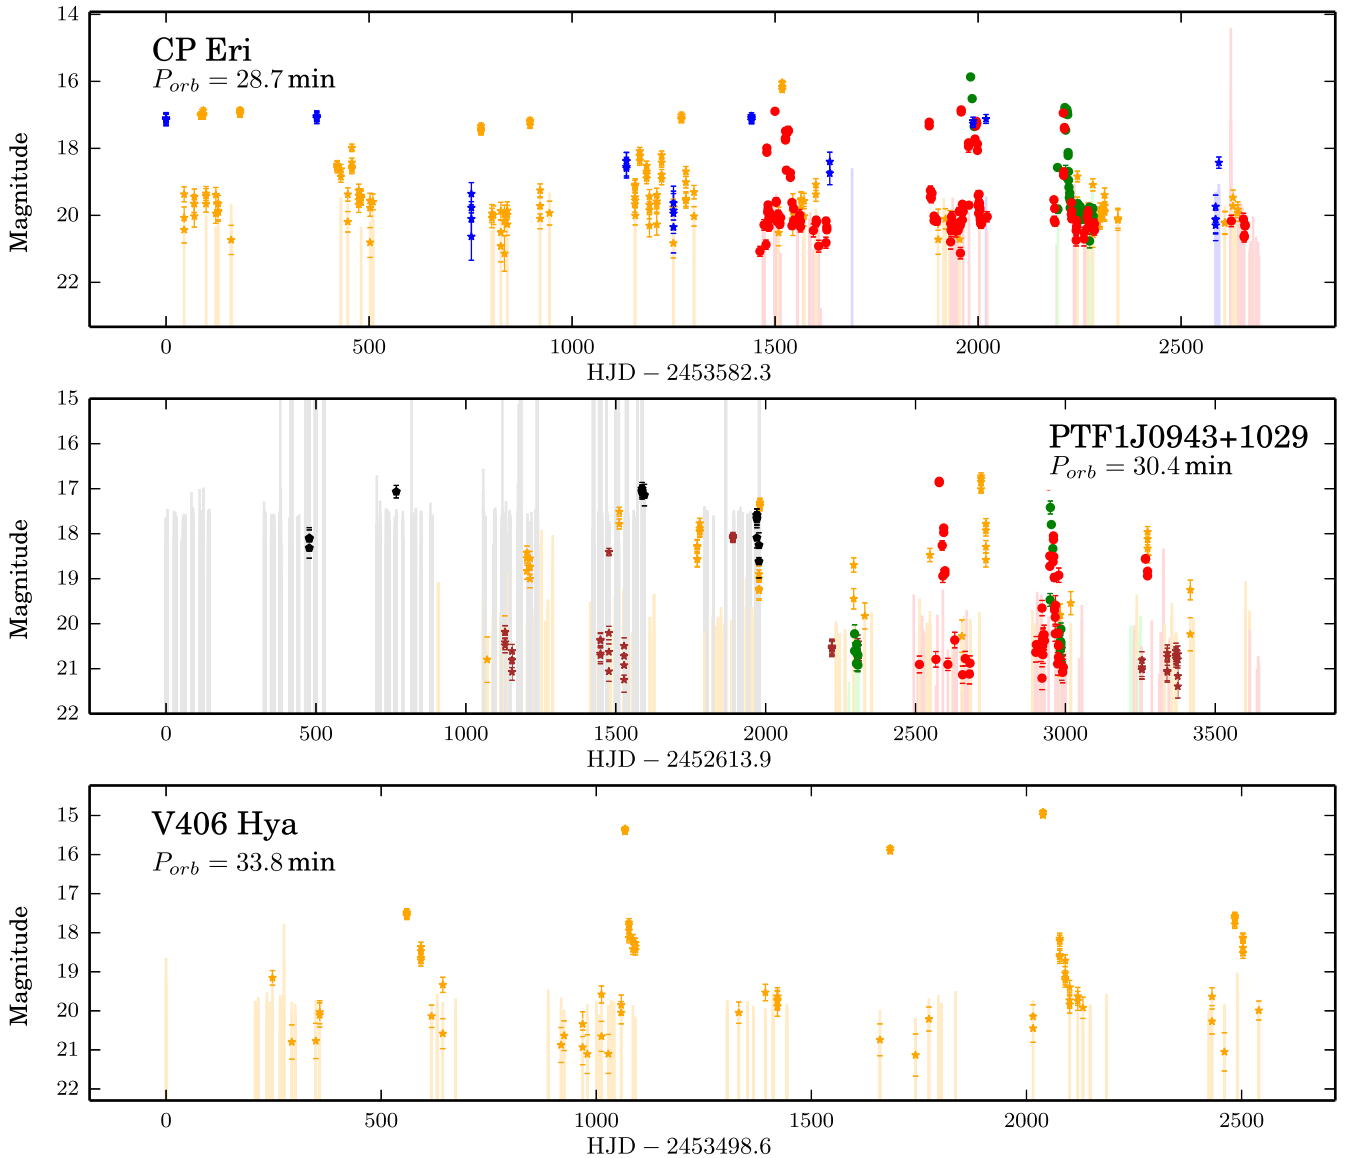 14
16
18
20
22
Magnitude
CP Eri
P_orb = 28.7 min
0 500 1000 1500 2000 2500
HJD − 2453582.3
15
16
17
18
19
20
21
22
Magnitude
PTF1J0943+1029
P_orb = 30.4 min
0 500 1000 1500 2000 2500 3000 3500
HJD − 2452613.9
15
16
17
18
19
20
21
22
Magnitude
V406 Hya
P_orb = 33.8 min
0 500 1000 1500 2000 2500
HJD − 2453498.6